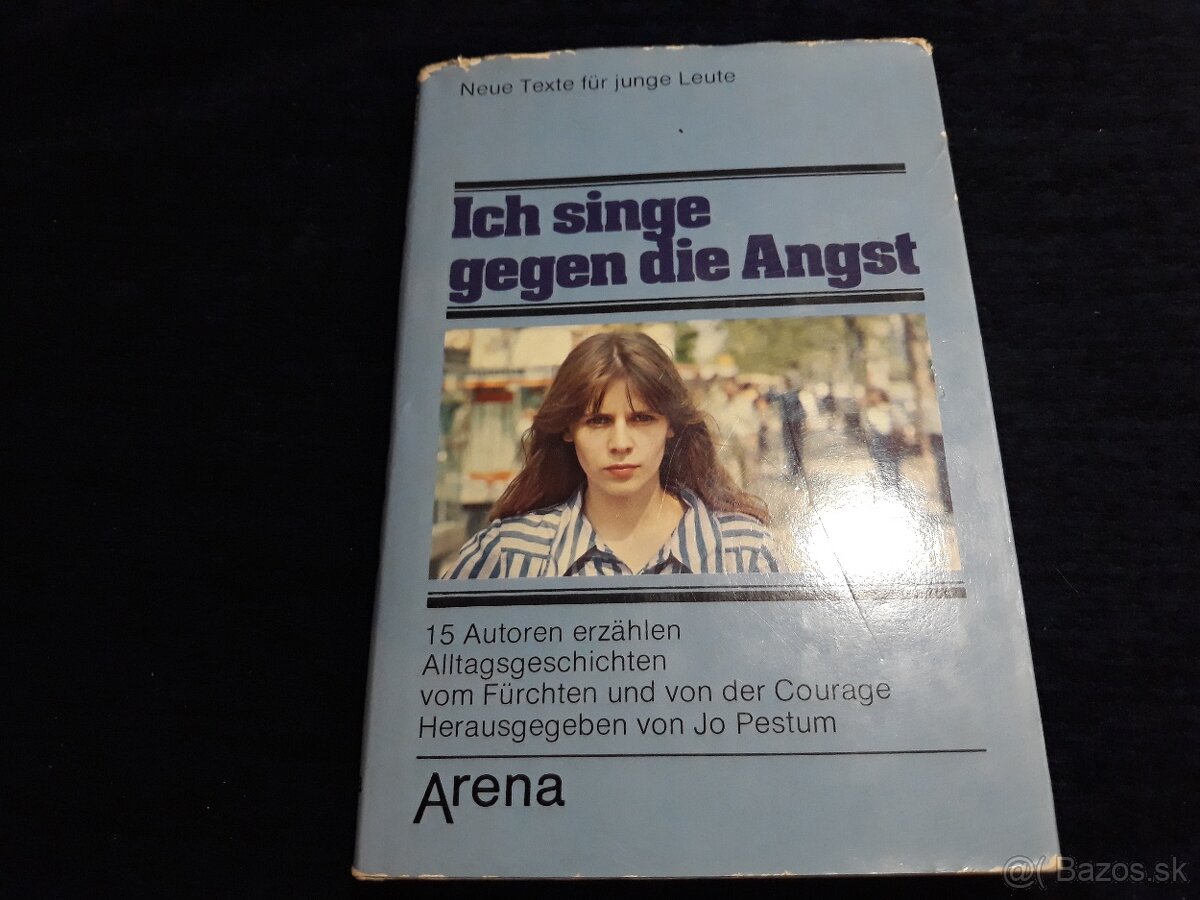 Neue Texte für junge Leute
Ich singe
gegen die Angst
15 Autoren erzählen
Alltagsgeschichten
vom Fürchten und von der Courage
Herausgegeben von Jo Pestum
Arena
@( Bazos.sk